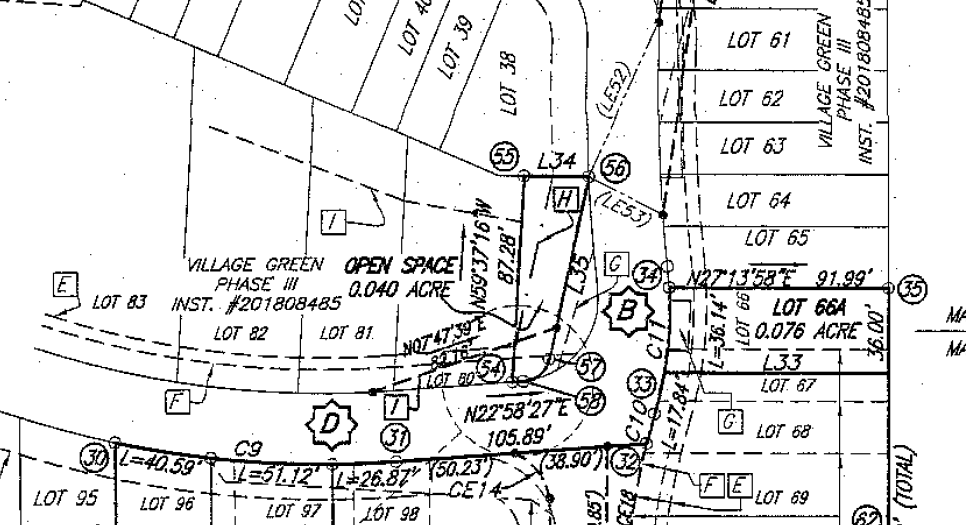 LOT 40
LOT 39
LOT 38
(LE52)
LOT 61
LOT 62
LOT 63
LOT 64
LOT 65
VILLAGE GREEN
PHASE III
INST. #201808485
55
L34
56
H
(LE53)
I
N59°37'16"W
87.28'
L35
G
34
N27°13'58"E 91.99'
35
VILLAGE GREEN
PHASE III
INST. #201808485
OPEN SPACE
0.040 ACRE
E
LOT 83
LOT 82
LOT 81
LOT 80
N07°47'39"E
B
C11
L=36.14'
LOT 66
LOT 66A
0.076 ACRE
36.00'
L33
54
57
58
33
LOT 67
F
I
D
31
N22°58'27"E
105.89'
C10
L=17.84'
G
LOT 68
30
L=40.59'
C9
L=51.12'
L=26.87'
(50.23')
(38.90')
32
CE14
CE18
F
E
LOT 69
LOT 95
LOT 96
LOT 97
LOT 98
(TOTAL)
62